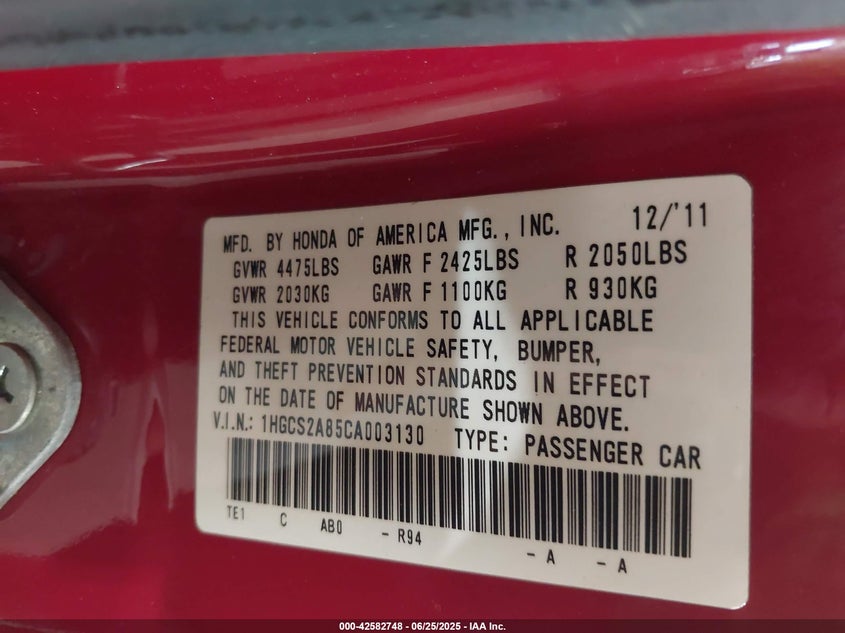 MFD. BY HONDA OF AMERICA MFG., INC. 12/'11
GVWR 4475LBS GAWR F 2425LBS R 2050LBS
GVWR 2030KG GAWR F 1100KG R 930KG
THIS VEHICLE CONFORMS TO ALL APPLICABLE
FEDERAL MOTOR VEHICLE SAFETY, BUMPER,
AND THEFT PREVENTION STANDARDS IN EFFECT
ON THE DATE OF MANUFACTURE SHOWN ABOVE.
V.I.N.: 1HGCS2A85CA003130 TYPE: PASSENGER CAR
TE1 C AB0 - R94 - A - A
000-42582748 - 06/25/2025 - IAA Inc.